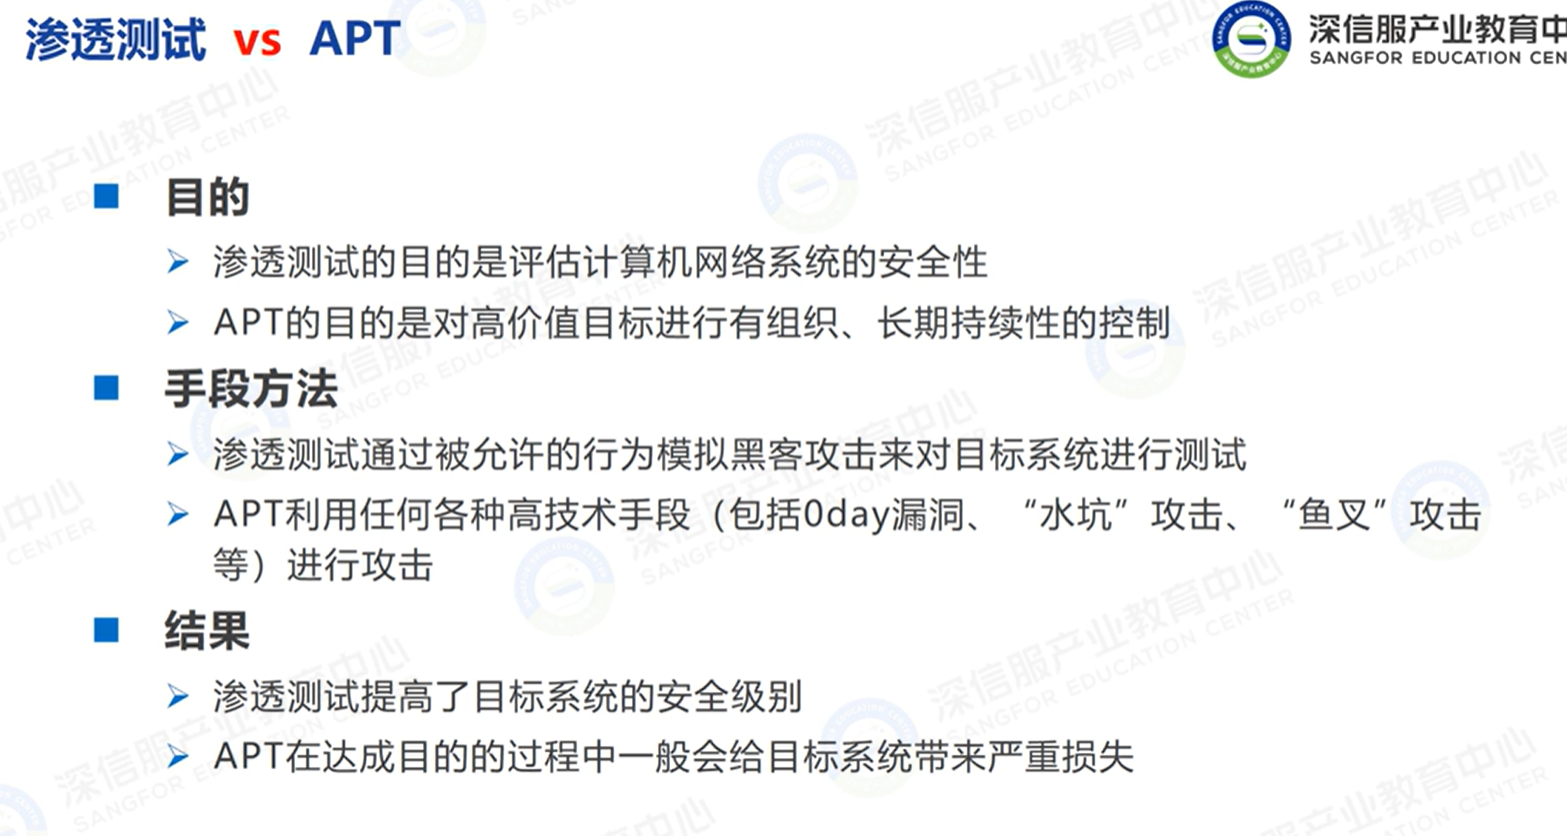 渗透测试 vs APT
深信服产业教育中
SANGFOR EDUCATION CEN
目的
渗透测试的目的是评估计算机网络系统的安全性
APT的目的是对高价值目标进行有组织、长期持续性的控制
手段方法
渗透测试通过被允许的行为模拟黑客攻击来对目标系统进行测试
APT利用任何各种高技术手段（包括0day漏洞、“水坑”攻击、“鱼叉”攻击
等）进行攻击
结果
渗透测试提高了目标系统的安全级别
APT在达成目的的过程中一般会给目标系统带来严重损失